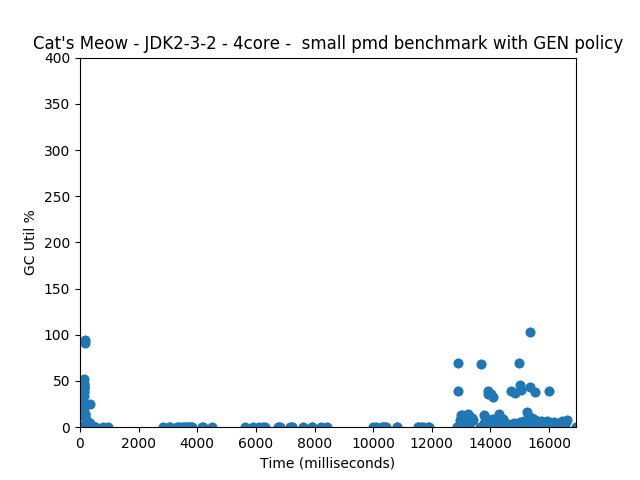 Cat's Meow - JDK2-3-2 - 4core -  small pmd benchmark with GEN policy
400
350
300
250
200
150
100
50
0
GC Util %
0 2000 4000 6000 8000 10000 12000 14000 16000
Time (milliseconds)